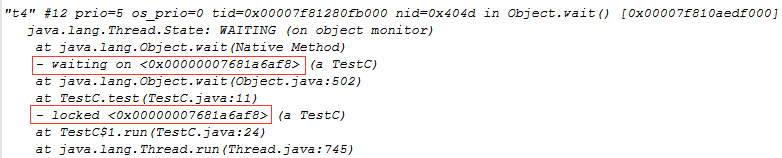 "t4" #12 prio=5 os_prio=0 tid=0x00007f81280fb000 nid=0x404d in Object.wait() [0x00007f810aedf000]
java.lang.Thread.State: WAITING (on object monitor)
at java.lang.Object.wait(Native Method)
- waiting on <0x00000007681a6af8> (a TestC)
at java.lang.Object.wait(Object.java:502)
at TestC.test(TestC.java:11)
- locked <0x00000007681a6af8> (a TestC)
at TestC$1.run(TestC.java:24)
at java.lang.Thread.run(Thread.java:745)